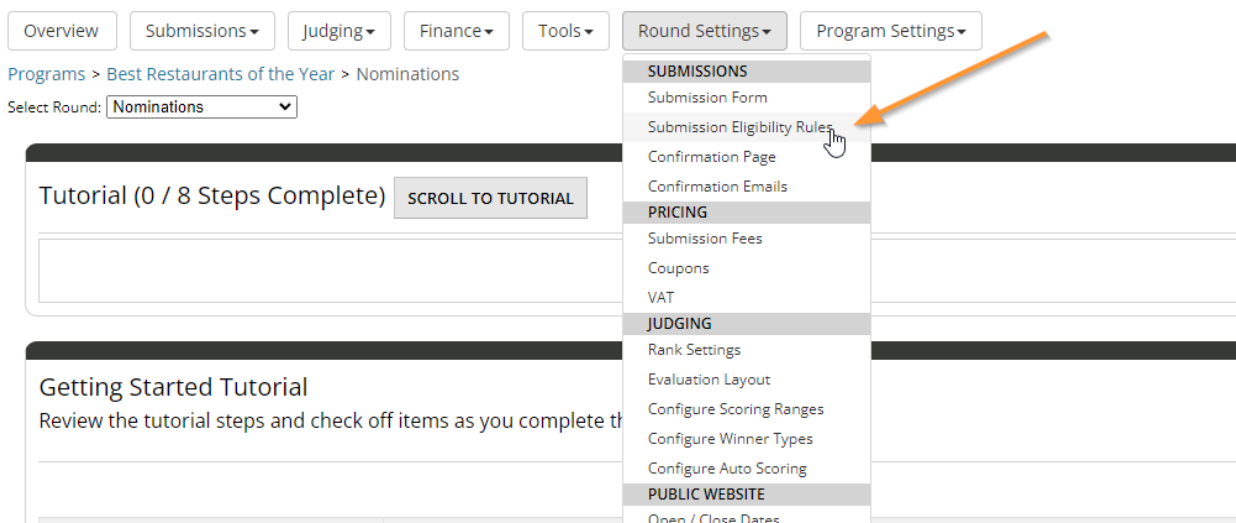 Overview
Submissions
Judging
Finance
Tools
Round Settings
Program Settings
Programs > Best Restaurants of the Year > Nominations
Select Round: Nominations
SUBMISSIONS
Submission Form
Submission Eligibility Rules
Confirmation Page
Confirmation Emails
PRICING
Submission Fees
Coupons
VAT
JUDGING
Rank Settings
Evaluation Layout
Configure Scoring Ranges
Configure Winner Types
Configure Auto Scoring
PUBLIC WEBSITE
Open / Close Dates
Tutorial (0 / 8 Steps Complete)
SCROLL TO TUTORIAL
Getting Started Tutorial
Review the tutorial steps and check off items as you complete